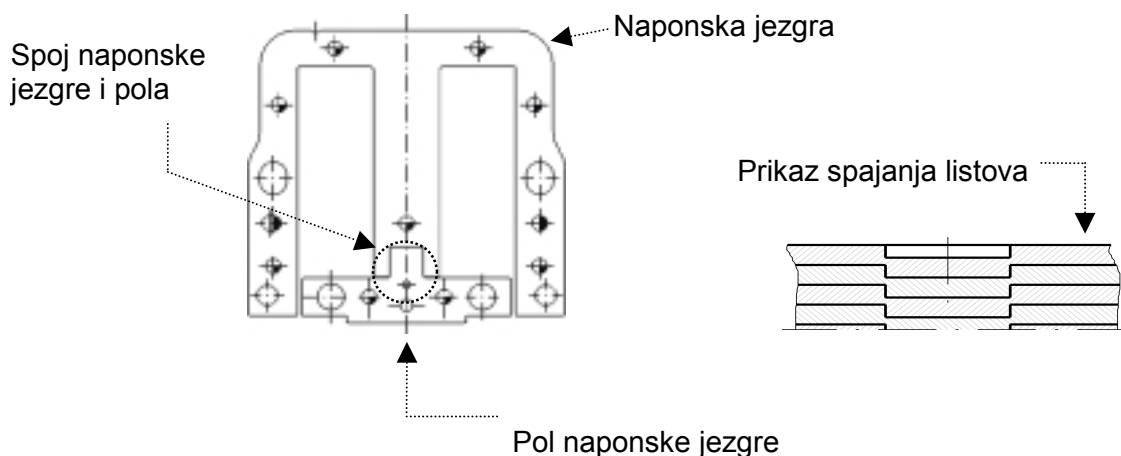 Naponska jezgra
Spoj naponske
jezgre i pola
Prikaz spajanja listova
Pol naponske jezgre